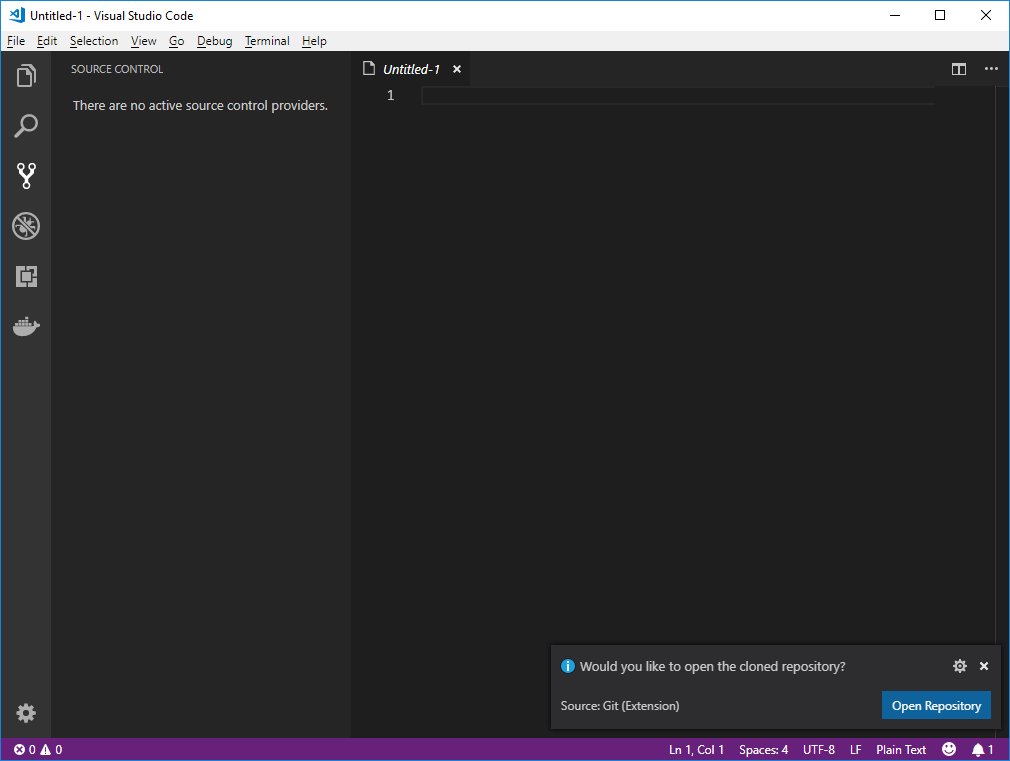 Untitled-1 - Visual Studio Code
File Edit Selection View Go Debug Terminal Help
SOURCE CONTROL
There are no active source control providers.
Untitled-1
1
Would you like to open the cloned repository?
Source: Git (Extension)
Open Repository
0 0 Ln 1, Col 1 Spaces: 4 UTF-8 LF Plain Text 1